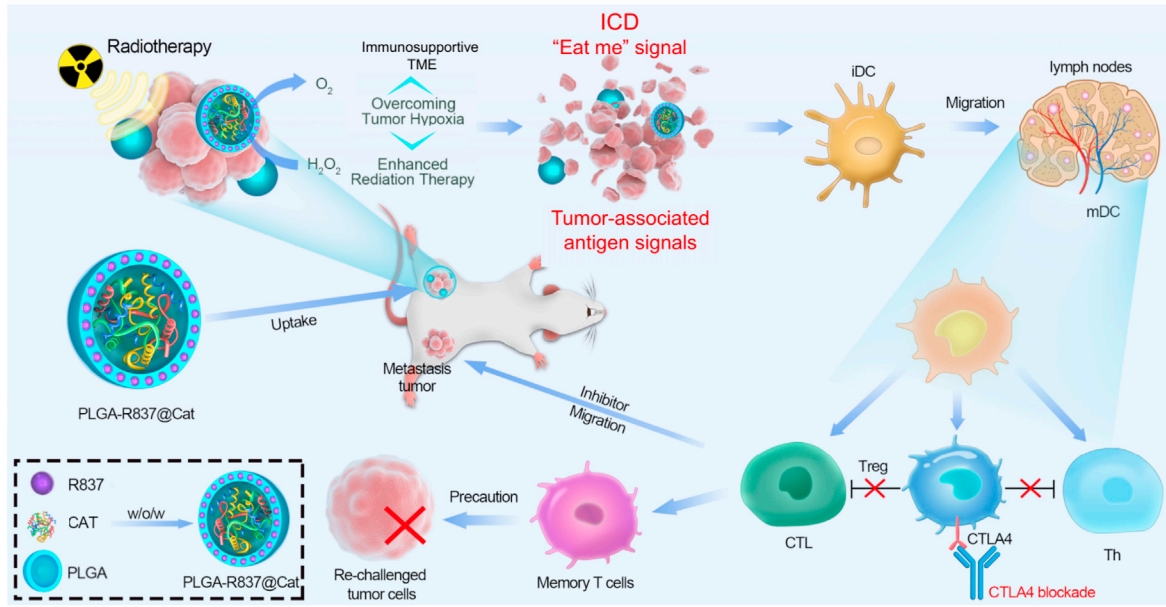 Radiotherapy
O2
H2O2
Immunosupportive
TME
Overcoming
Tumor Hypoxia
Enhanced
Rediation Therapy
ICD
“Eat me” signal
Tumor-associated
antigen signals
iDC
Migration
lymph nodes
mDC
Uptake
PLGA-R837@Cat
Metastasis
tumor
Inhibitor
Migration
R837
CAT
w/o/w
PLGA
PLGA-R837@Cat
Re-challenged
tumor cells
Precaution
Memory T cells
CTL
Treg
CTLA4
CTLA4 blockade
Th